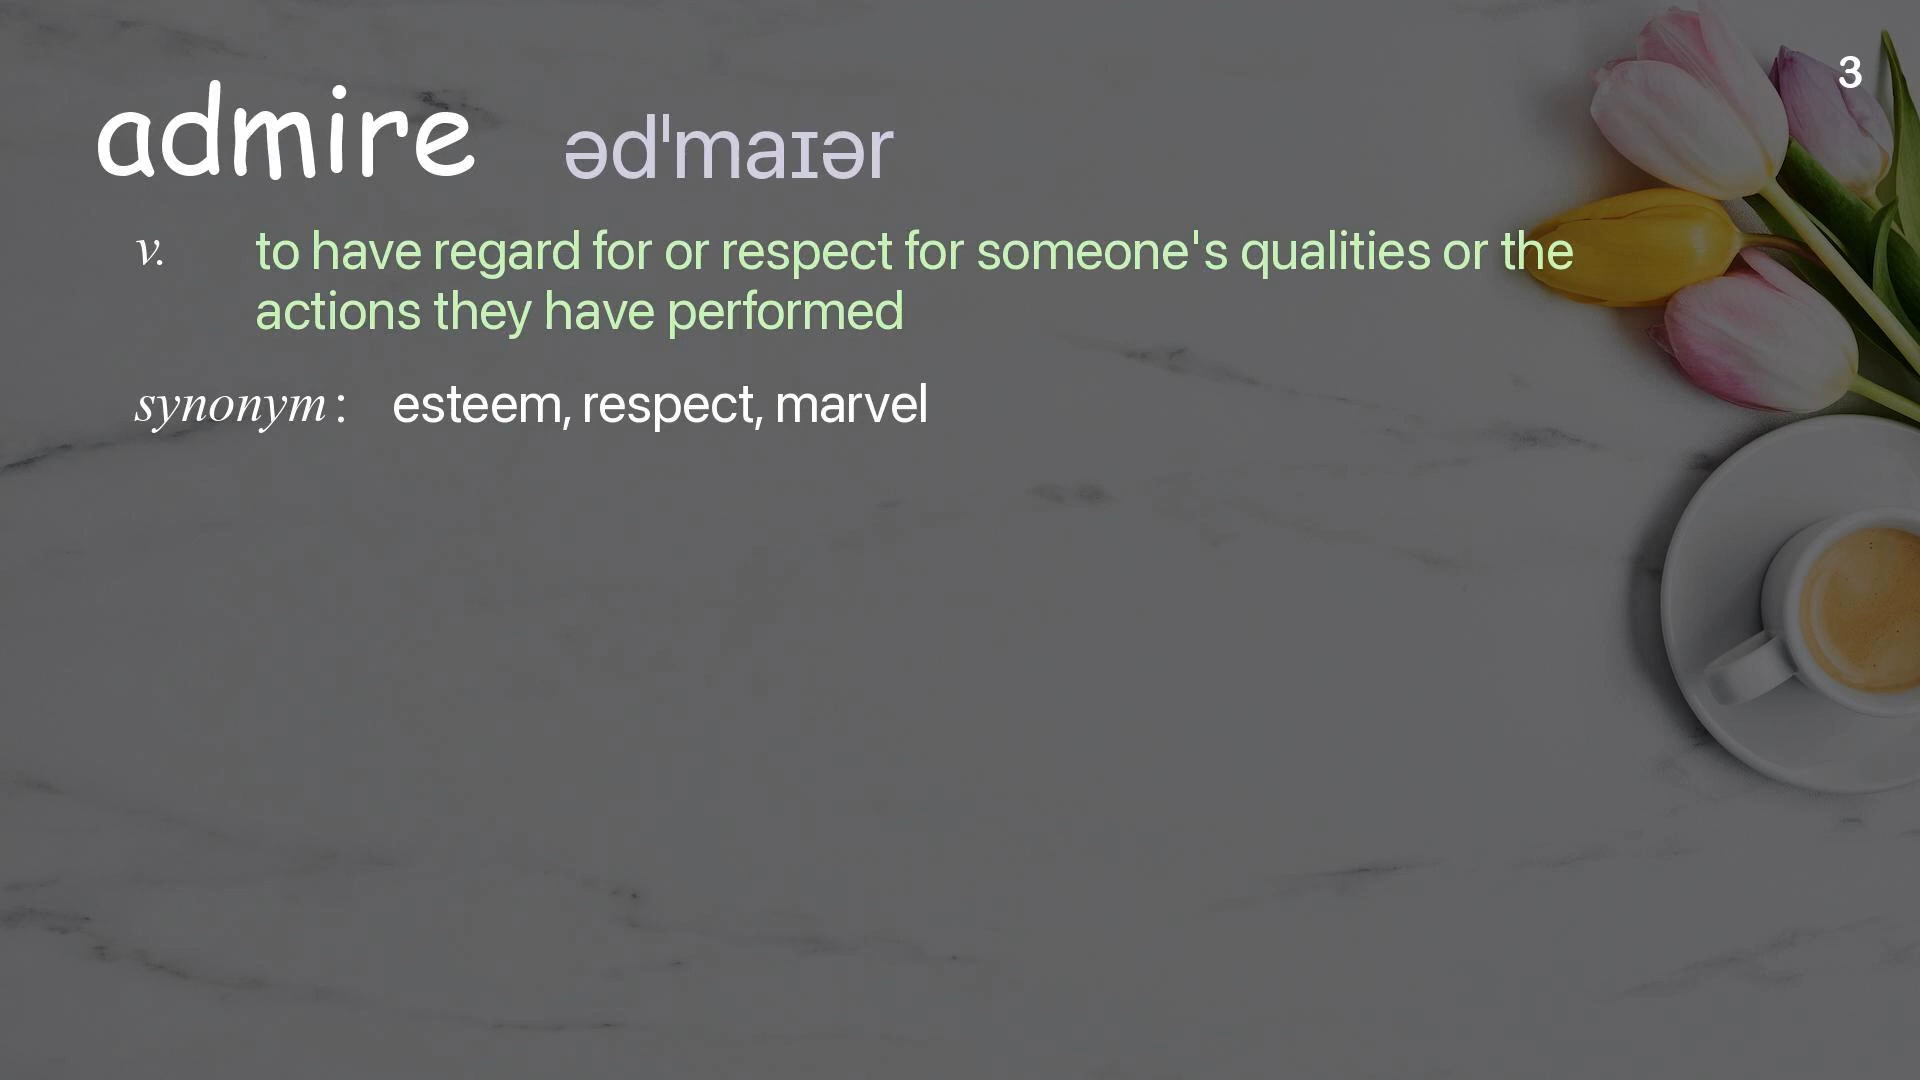 3
admire ədˈmaɪər
v. to have regard for or respect for someone's qualities or the
actions they have performed
synonym : esteem, respect, marvel